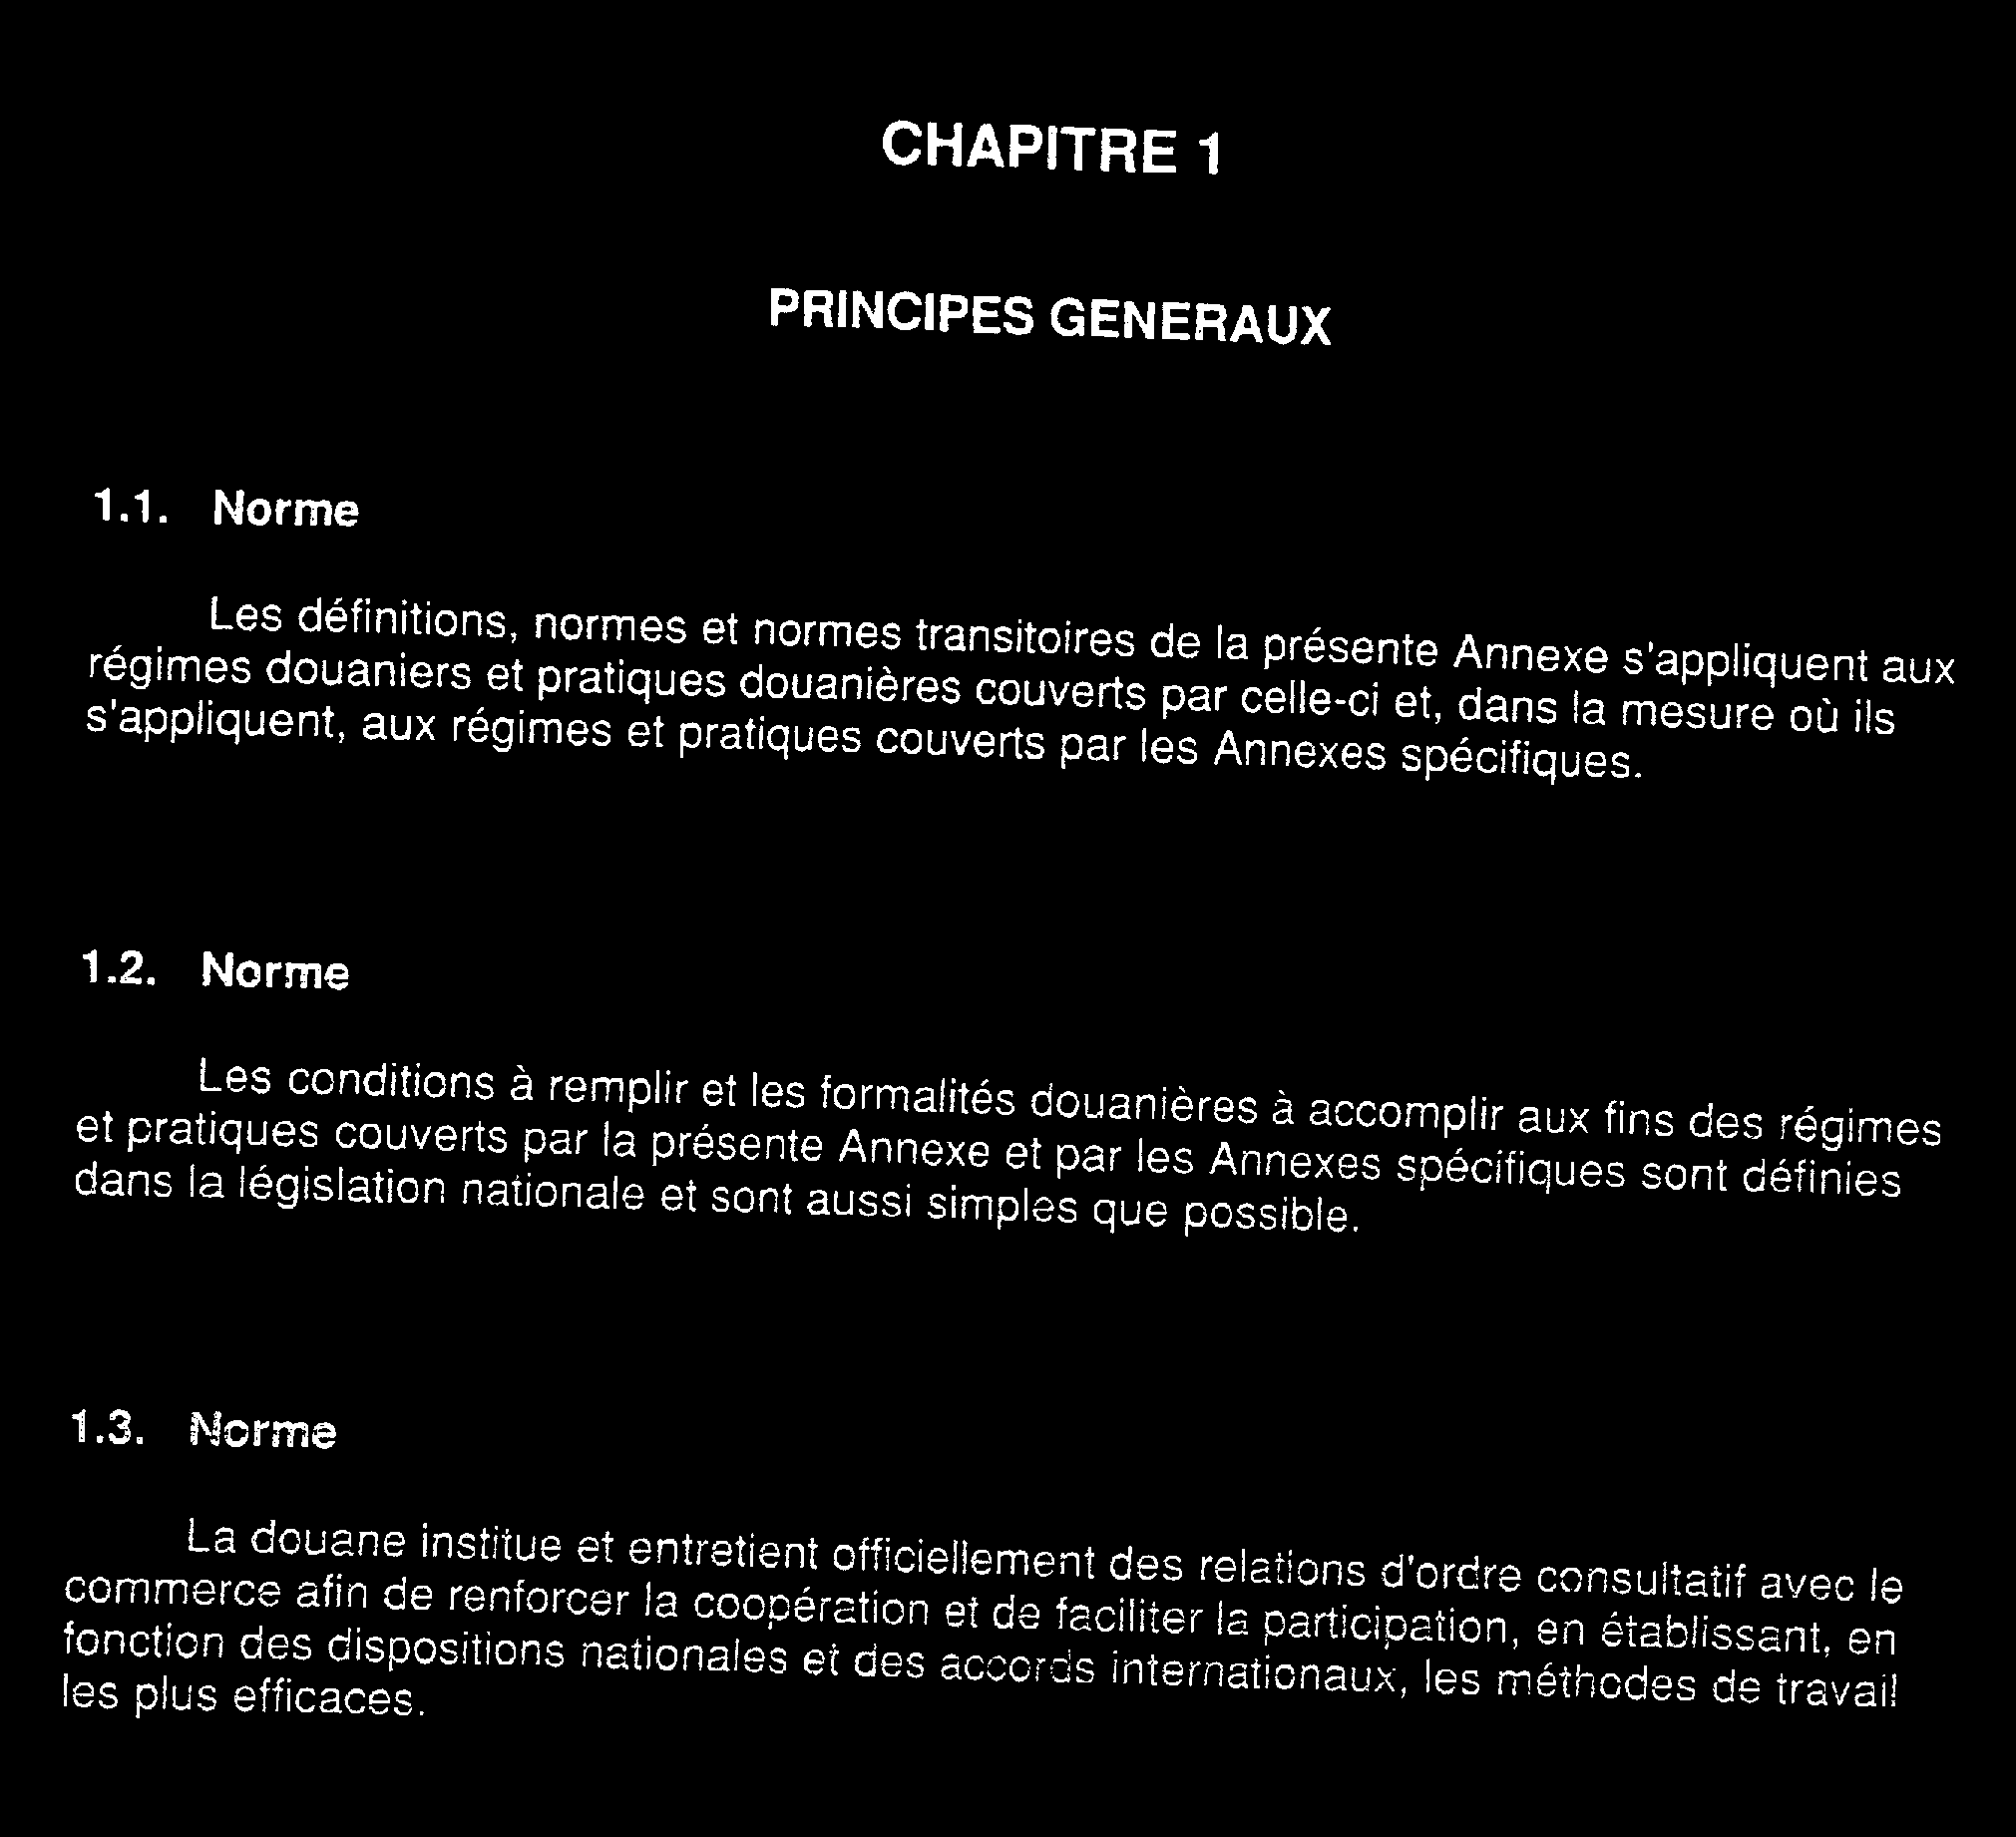 CHAPITRE 1
PRINCIPES GENERAUX
1.1. Norme
Les définitions, normes et normes transitoires de la présente Annexe s'appliquent aux
régimes douaniers et pratiques douanières couverts par celle-ci et, dans la mesure où ils
s'appliquent, aux régimes et pratiques couverts par les Annexes spécifiques.
1.2. Norme
Les conditions à remplir et les formalités douanières à accomplir aux fins des régimes
et pratiques couverts par la présente Annexe et par les Annexes spécifiques sont définies
dans la législation nationale et sont aussi simples que possible.
1.3. Norme
La douane institue et entretient officiellement des relations d'ordre consultatif avec le
commerce afin de renforcer la coopération et de faciliter la participation, en établissant, en
fonction des dispositions nationales et des accords internationaux, les méthodes de travail
les plus efficaces.